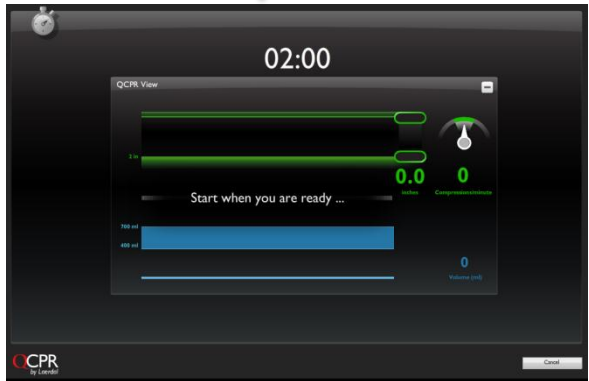 02:00
QCPR View
2 in
0.0
inches
0
Compressions/minute
Start when you are ready ...
700 ml
400 ml
0
Volume (ml)
QCPR
by Laerdal
Cancel